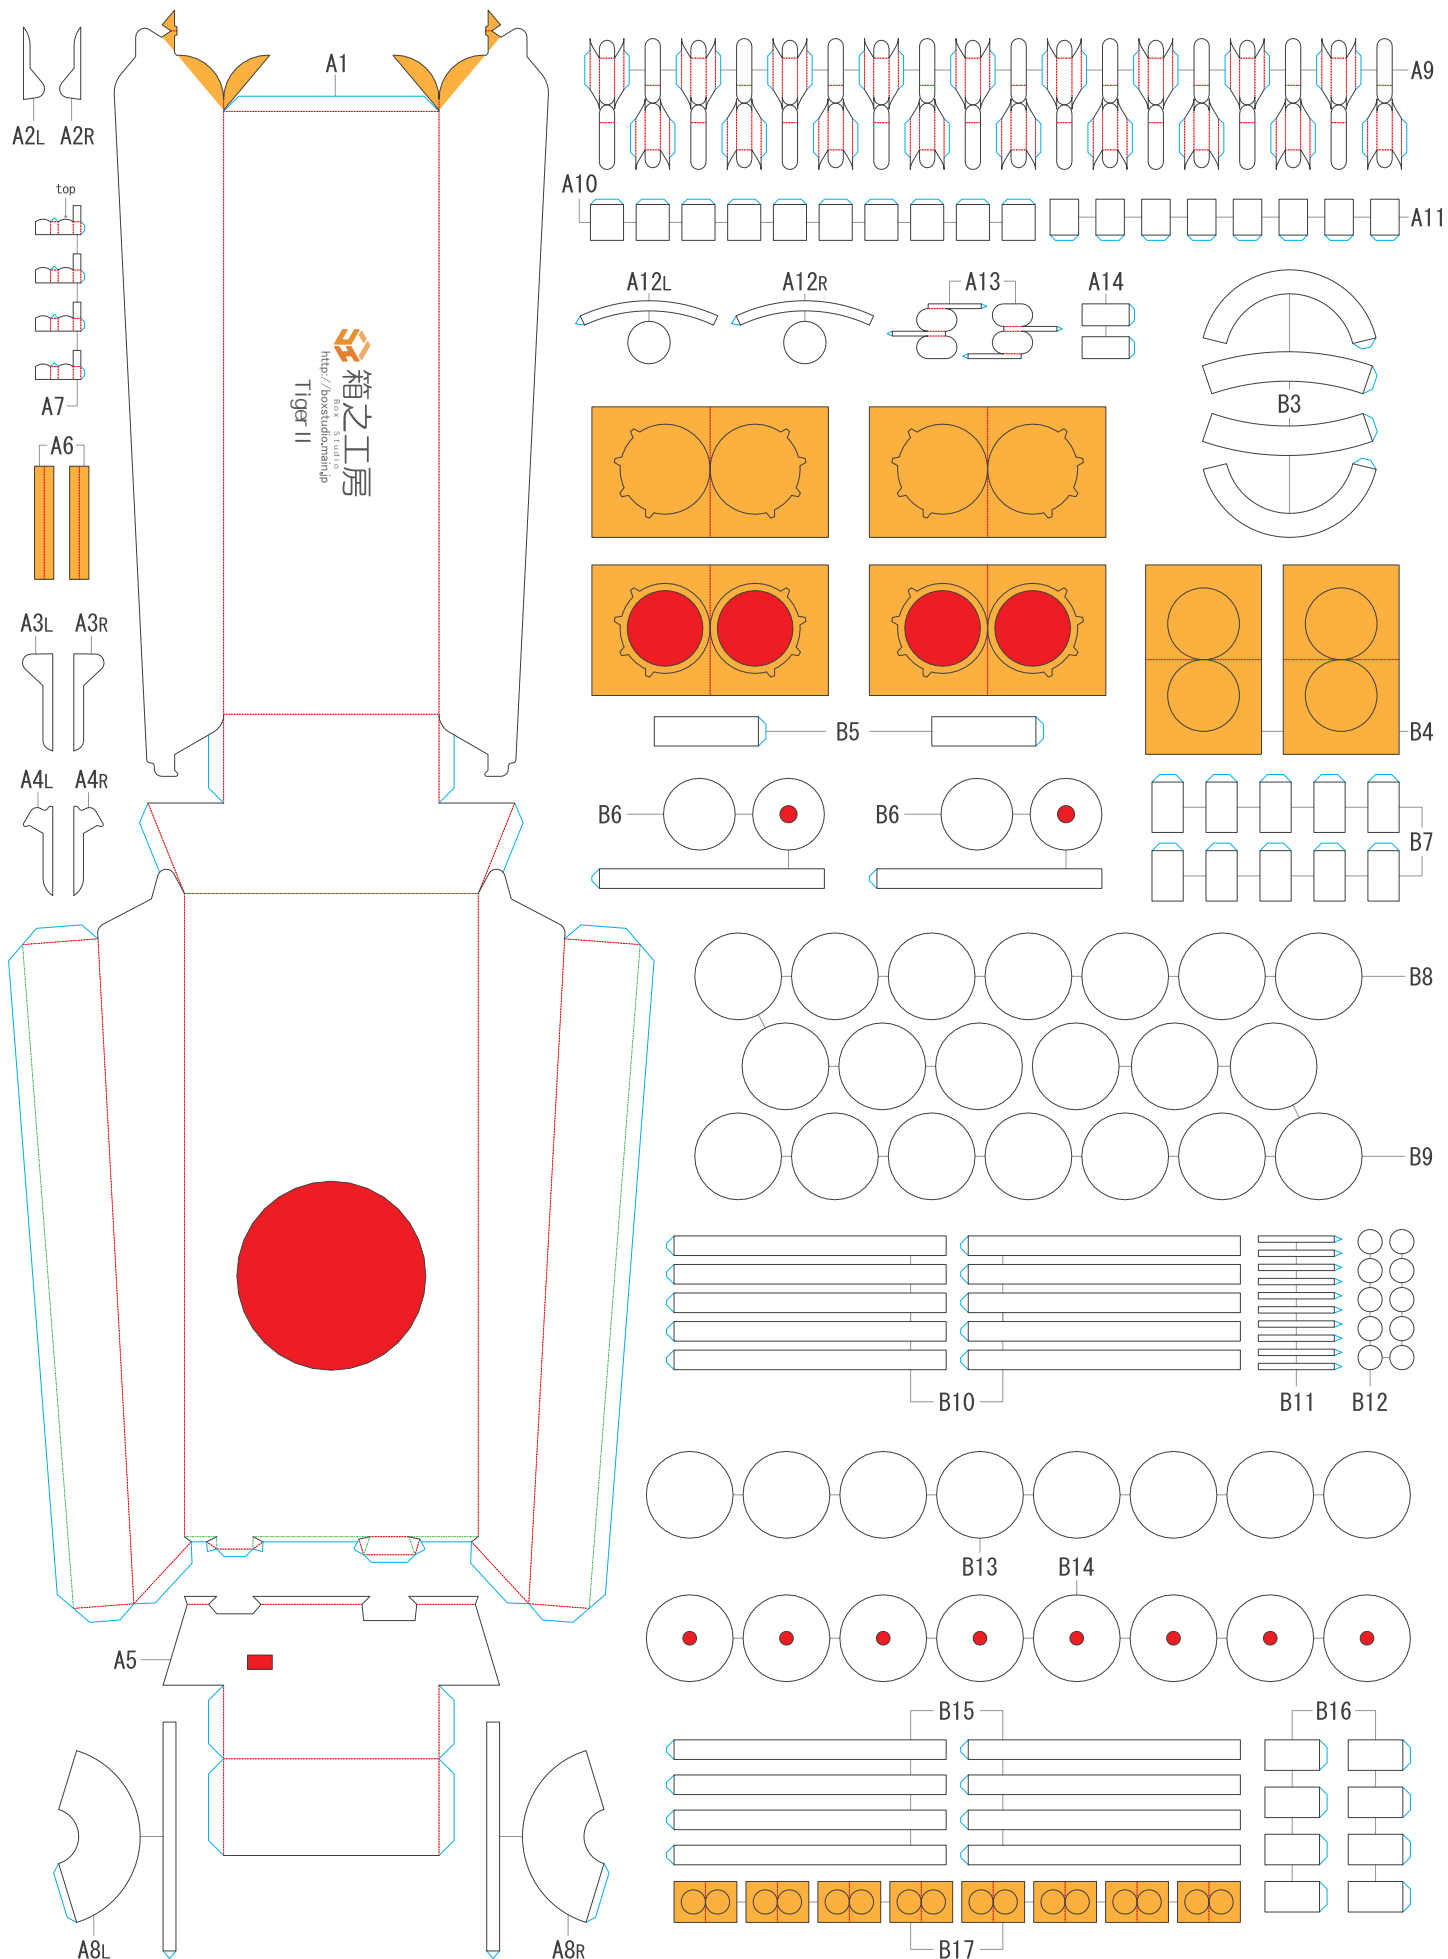 A1
A2L
A2R
top
A7
A6
A3L
A3R
A4L
A4R
箱之工房
Box Studio
http://boxstudio.main.jp
Tiger II
A5
A8L
A8R
A9
A10
A11
A12L
A12R
A13
A14
B3
B4
B5
B6
B6
B7
B8
B9
B10
B11
B12
B13
B14
B15
B16
B17